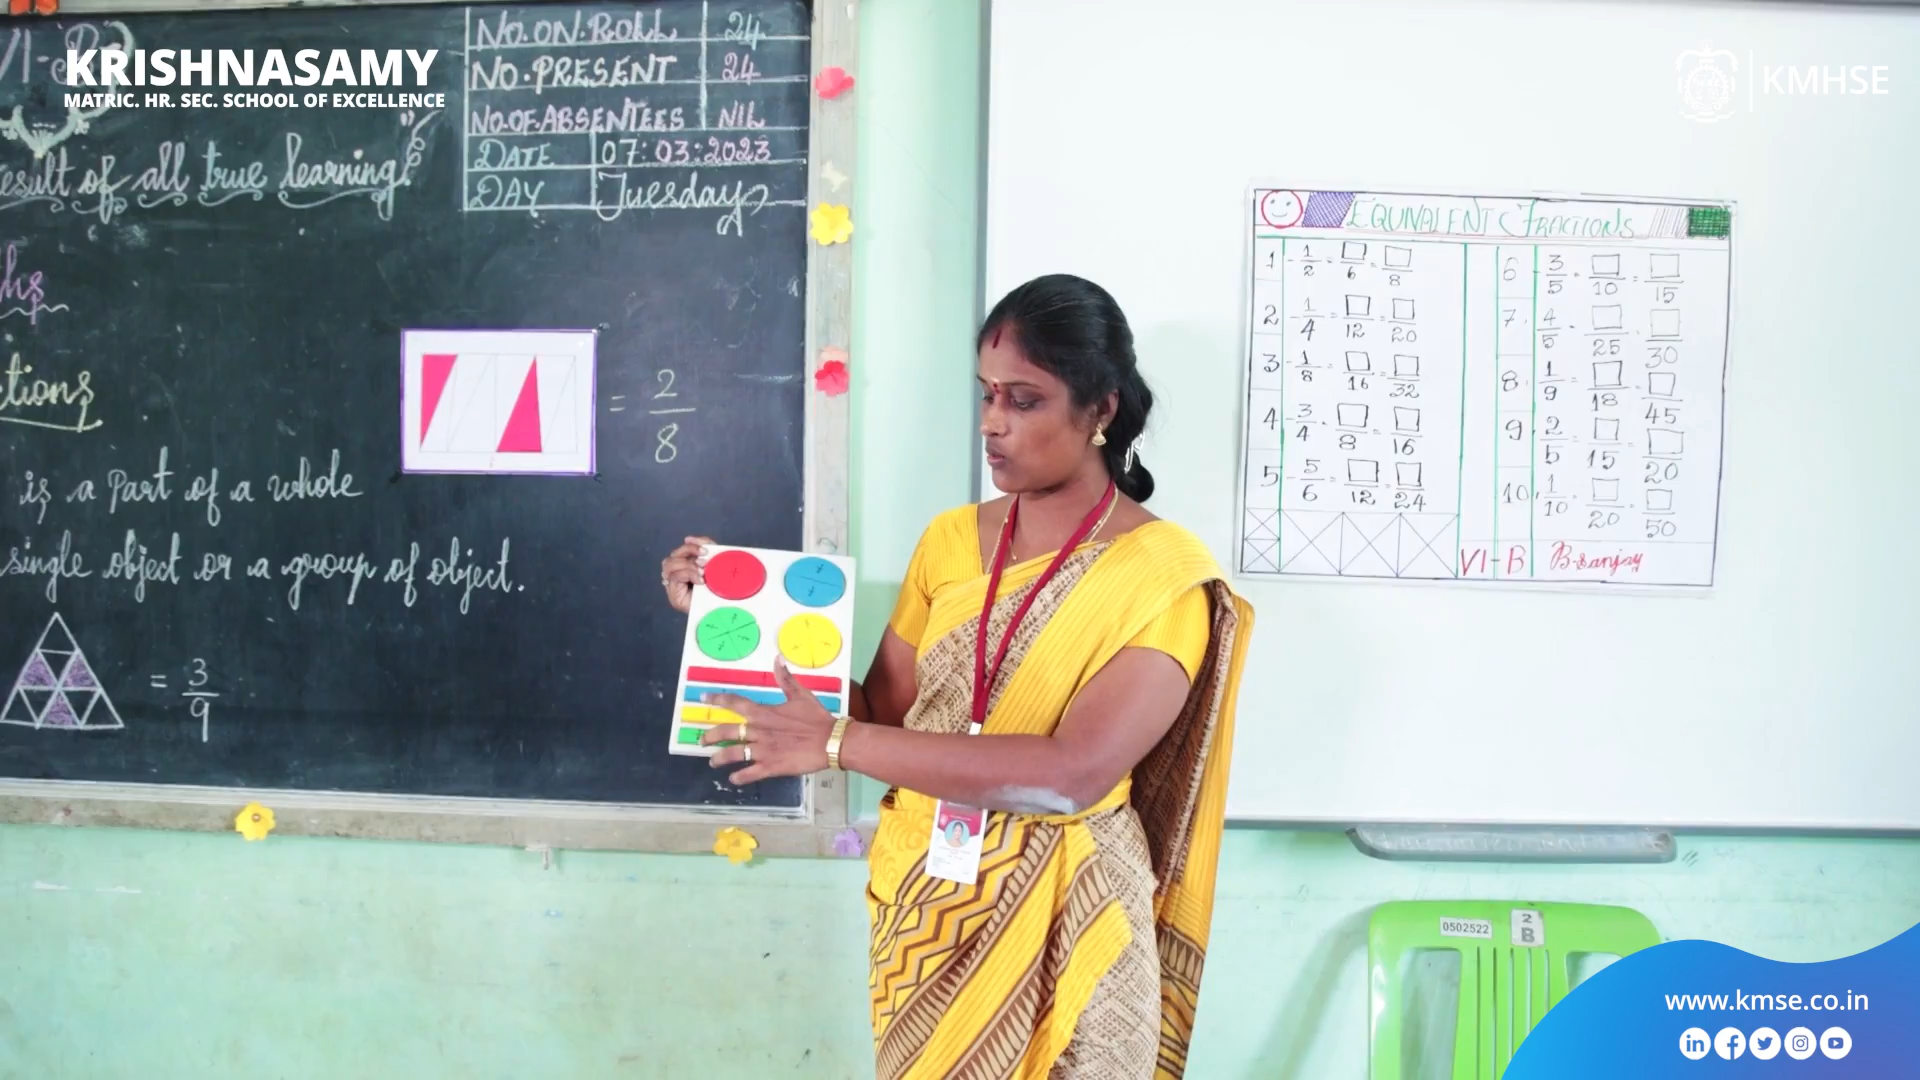 KRISHNASAMY
MATRIC. HR. SEC. SCHOOL OF EXCELLENCE
KMHSE
VI-B
NO.ON.ROLL 24
NO.PRESENT 24
NO.OF.ABSENTEES NIL
DATE 07:03:2023
DAY Tuesday
esult of all true learning."
hs
ctions
= 2/8
is a part of a whole
single object or a group of object.
= 3/9
EQUIVALENT FRACTIONS
1 - 1/2 = □/6 = □/8
2 - 1/4 = □/12 = □/20
3 - 1/8 = □/16 = □/32
4 - 3/4 = □/8 = □/16
5 - 5/6 = □/12 = □/24
6 - 3/5 = □/10 = □/15
7. 4/5 = □/25 = □/30
8. 1/9 = □/18 = □/45
9 2/5 = □/15 = □/20
10. 1/10 = □/20 = □/50
VI-B B.Sanjay
0502522
2
B
www.kmse.co.in